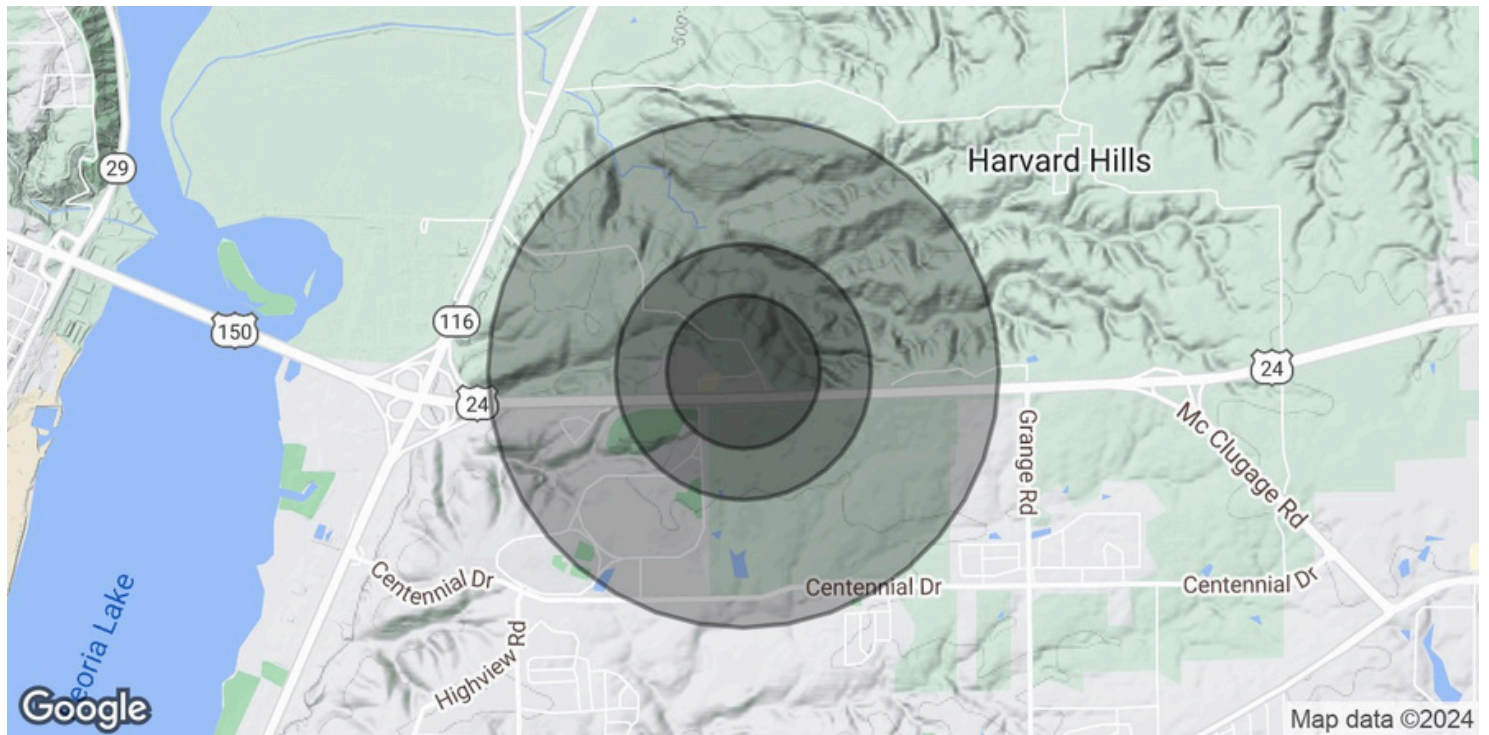 500
29
Harvard Hills
150
116
24
24
Grange Rd
Mc Clugage Rd
Centennial Dr
Centennial Dr
Centennial Dr
Highview Rd
eoria Lake
Google
Map data ©2024